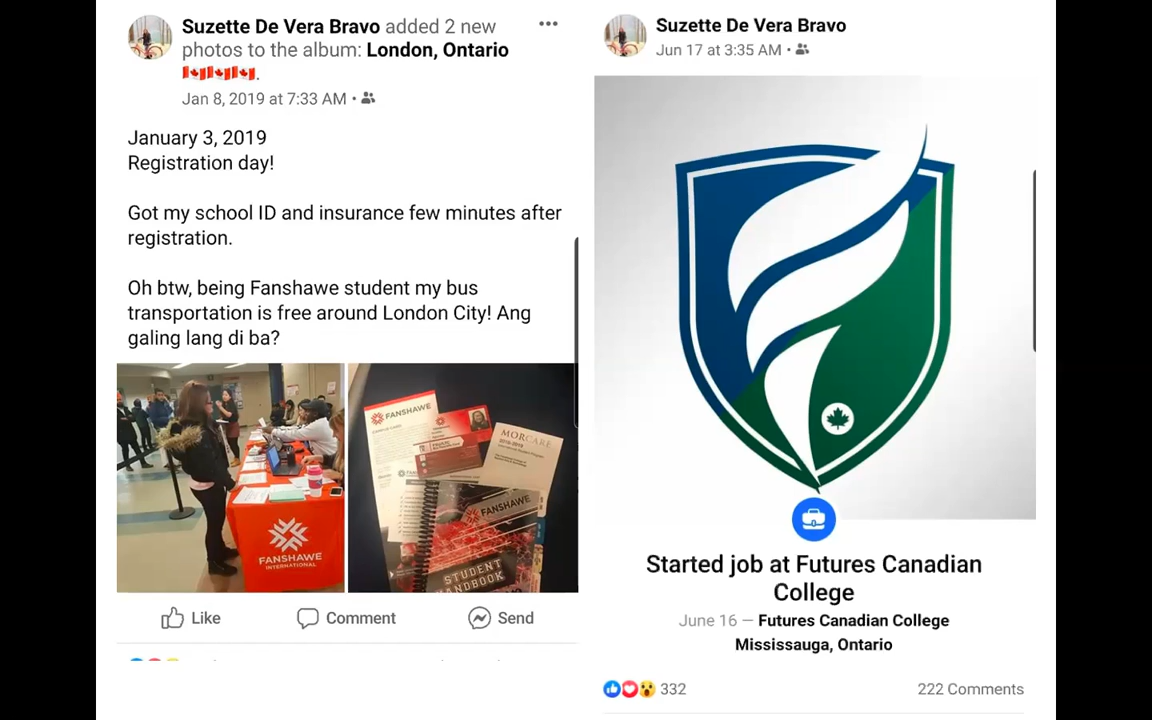 Suzette De Vera Bravo added 2 new
photos to the album: London, Ontario
🇨🇦🇨🇦🇨🇦.
Jan 8, 2019 at 7:33 AM •
January 3, 2019
Registration day!
Got my school ID and insurance few minutes after
registration.
Oh btw, being Fanshawe student my bus
transportation is free around London City! Ang
galing lang di ba?
FANSHAWE
INTERNATIONAL
FANSHAWE
MORCARE
FANSHAWE
STUDENT
HANDBOOK
Like
Comment
Send
Suzette De Vera Bravo
Jun 17 at 3:35 AM •
Started job at Futures Canadian
College
June 16 — Futures Canadian College
Mississauga, Ontario
332
222 Comments